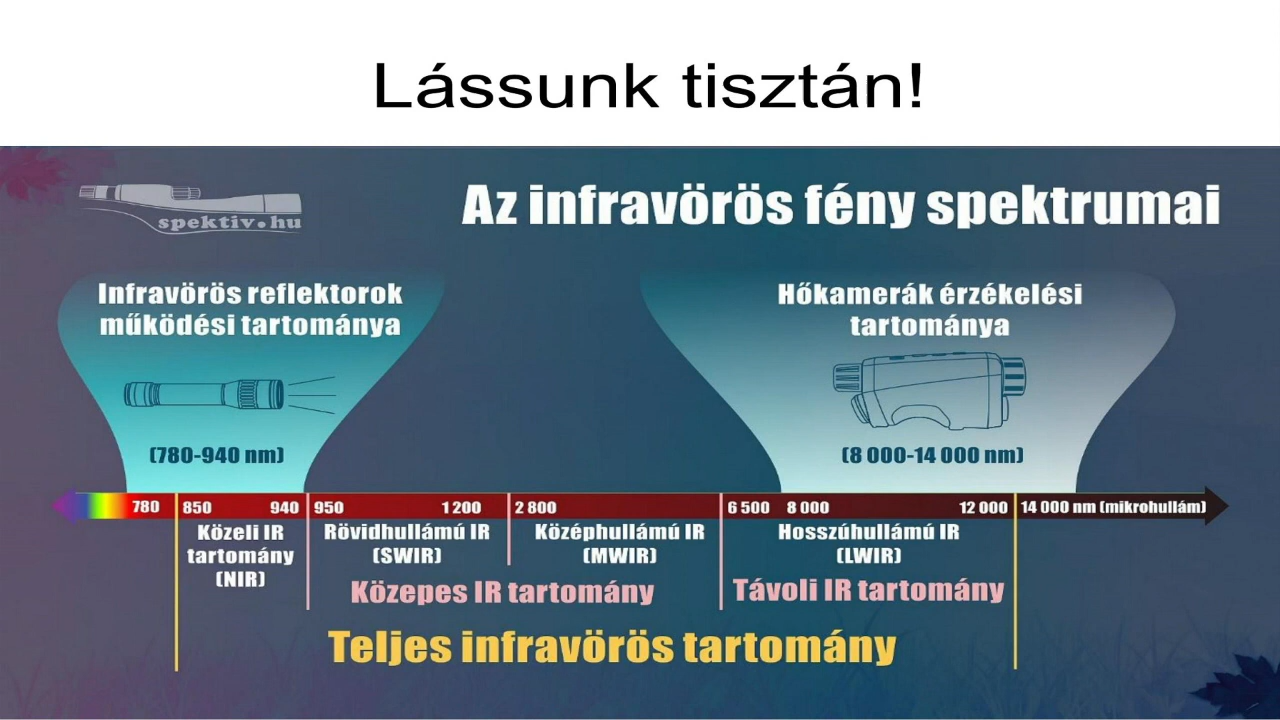 Lássunk tisztán!
spektiv.hu
Az infravörös fény spektrumai
Infravörös reflektorok
működési tartománya
(780-940 nm)
Hőkamerák érzékelési
tartománya
(8 000-14 000 nm)
780 850 940 950 1 200 2 800 6 500 8 000 12 000 14 000 nm (mikrohullám)
Közeli IR
tartomány
(NIR)
Rövidhullámú IR
(SWIR)
Középhullámú IR
(MWIR)
Közepes IR tartomány
Hosszúhullámú IR
(LWIR)
Távoli IR tartomány
Teljes infravörös tartomány